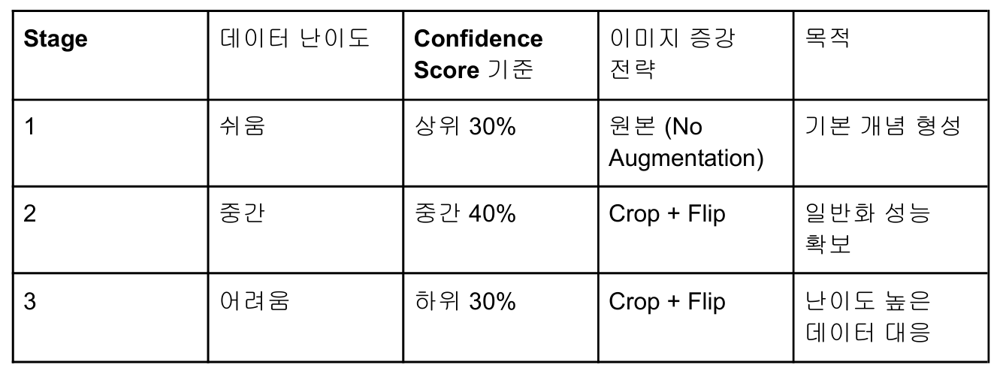 Stage
데이터 난이도
Confidence
Score 기준
이미지 증강
전략
목적
1
쉬움
상위 30%
원본 (No
Augmentation)
기본 개념 형성
2
중간
중간 40%
Crop + Flip
일반화 성능
확보
3
어려움
하위 30%
Crop + Flip
난이도 높은
데이터 대응